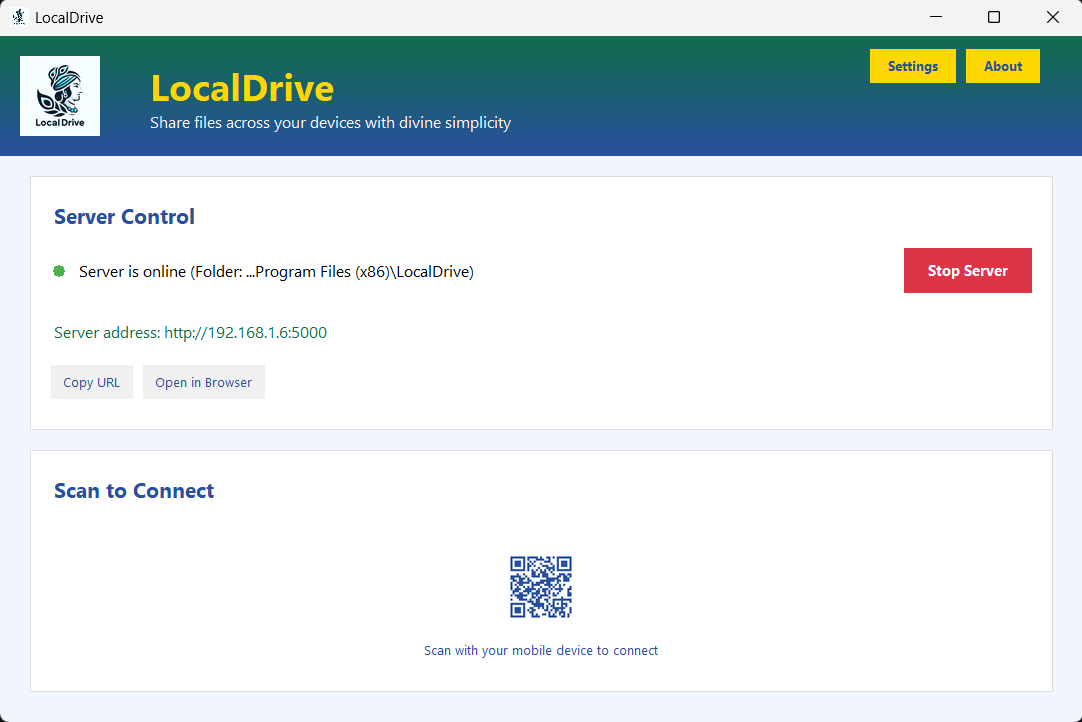 LocalDrive
Settings
About
LocalDrive
Local Drive
Share files across your devices with divine simplicity
Server Control
Server is online (Folder: ...Program Files (x86)\LocalDrive)
Stop Server
Server address: http://192.168.1.6:5000
Copy URL
Open in Browser
Scan to Connect
Scan with your mobile device to connect